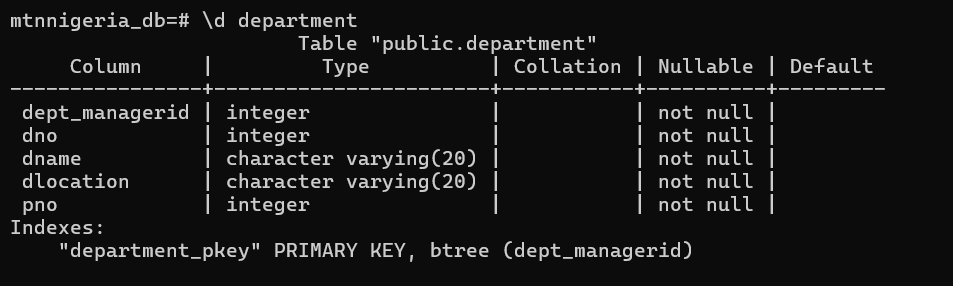 mtnnigeria_db=# \d department
                        Table "public.department"
     Column     |         Type          | Collation | Nullable | Default
----------------+-----------------------+-----------+----------+---------
 dept_managerid | integer               |           | not null |
 dno            | integer               |           | not null |
 dname          | character varying(20) |           | not null |
 dlocation      | character varying(20) |           | not null |
 pno            | integer               |           | not null |
Indexes:
    "department_pkey" PRIMARY KEY, btree (dept_managerid)